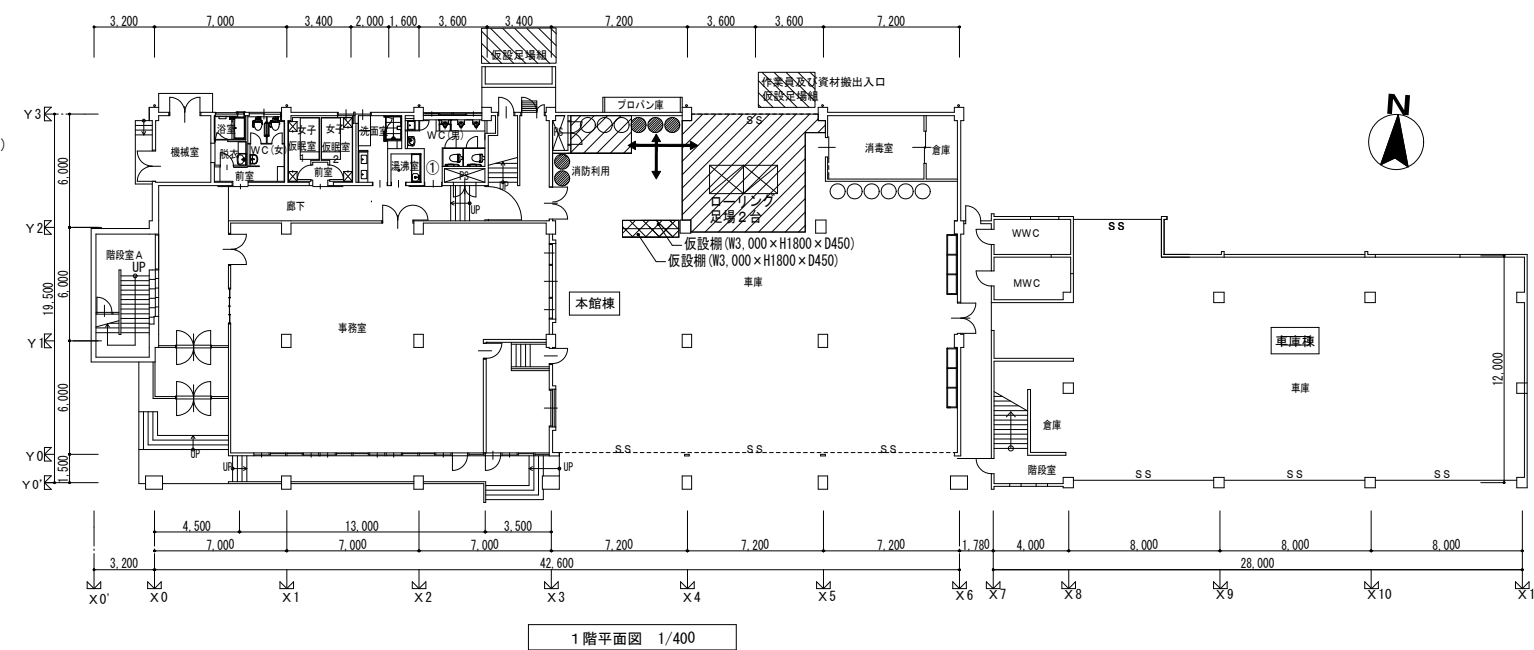 3,200
7,000
3,400
2,000
1,600
3,600
3,400
7,200
3,600
3,600
7,200
仮設足場組
作業員及び資材搬出入口
仮設足場組
プロパン庫
N
Y3
浴室
脱衣
WC(女)
前室
機械室
女子
仮眠室
女子
仮眠室
2
前室
洗面室
S
WC(男)
湯沸室
①
PS
UP
PS
消防利用
SS
消毒室
倉庫
ローリング
足場2台
6,000
廊下
UP
Y2
仮設棚(W3,000×H1800×D450)
仮設棚(W3,000×H1800×D450)
WWC
SS
MWC
階段室A
UP
車庫
本館棟
19,500
6,000
事務室
Y1
車庫棟
車庫
12,000
6,000
倉庫
UP
Y0
SS
SS
SS
階段室
UP
UP
1,500
Y0'
SS
SS
SS
4,500
13,000
3,500
7,000
7,000
7,000
7,200
7,200
7,200
1,780
4,000
8,000
8,000
8,000
3,200
42,600
28,000
X0'
X0
X1
X2
X3
X4
X5
X6
X7
X8
X9
X10
X1
1階平面図 1/400
)